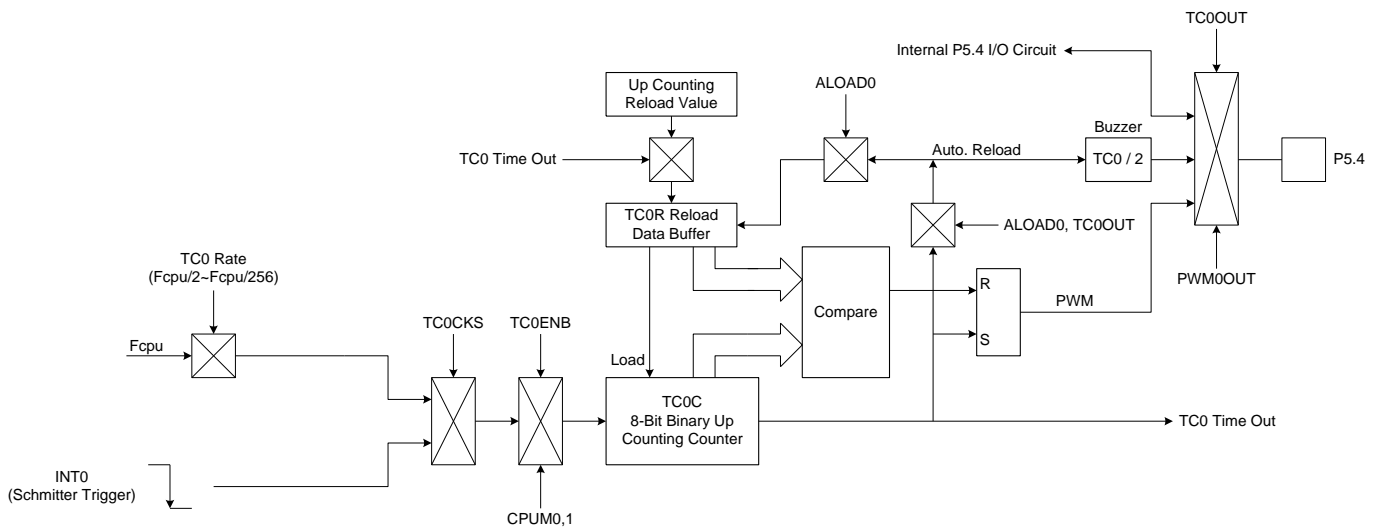 TC0OUT
Internal P5.4 I/O Circuit
Up Counting
Reload Value
ALOAD0
Buzzer
TC0 Time Out
Auto. Reload
TC0 / 2
P5.4
TC0R Reload
Data Buffer
ALOAD0, TC0OUT
TC0 Rate
(Fcpu/2~Fcpu/256)
PWM0OUT
R
PWM
Compare
TC0CKS
TC0ENB
S
Fcpu
Load
TC0C
8-Bit Binary Up
Counting Counter
TC0 Time Out
INT0
(Schmitter Trigger)
CPUM0,1